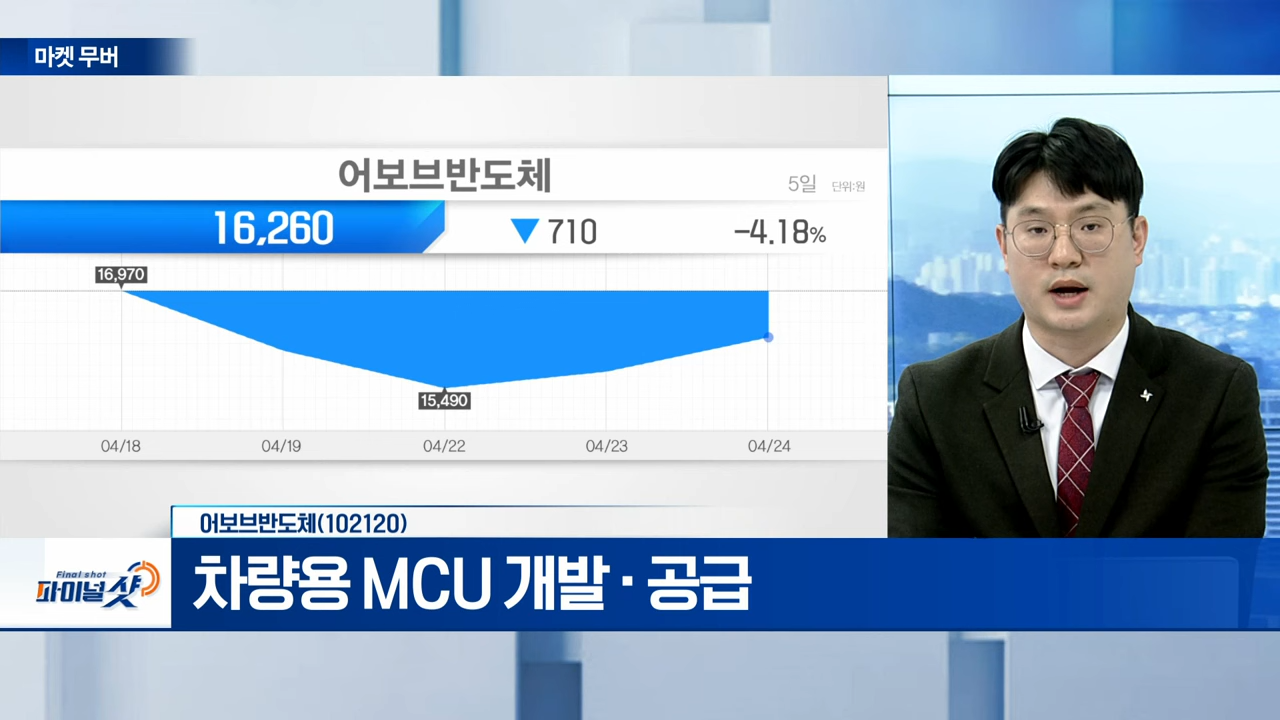 마켓 무버
어보브반도체
5일 단위:원
16,260 ▼ 710 -4.18%
16,970
15,490
04/18 04/19 04/22 04/23 04/24
어보브반도체(102120)
Final shot
파이널샷
차량용 MCU 개발·공급